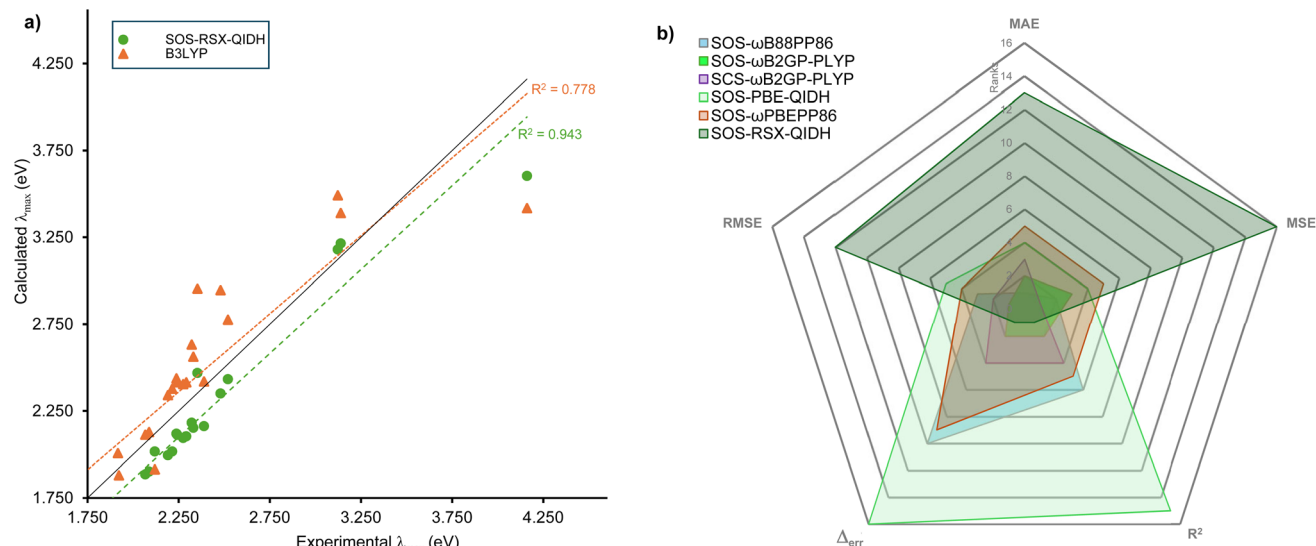 a)
SOS-RSX-QIDH
B3LYP
4.250
3.750
3.250
2.750
2.250
1.750
Calculated λmax (eV)
R² = 0.778
R² = 0.943
1.750
2.250
2.750
3.250
3.750
4.250
Experimental λ (eV)
b)
SOS-ωB88PP86
SOS-ωB2GP-PLYP
SCS-ωB2GP-PLYP
SOS-PBE-QIDH
SOS-ωPBEPP86
SOS-RSX-QIDH
MAE
16
14
12
10
8
6
4
2
Ranks
RMSE
MSE
Δerr
R²